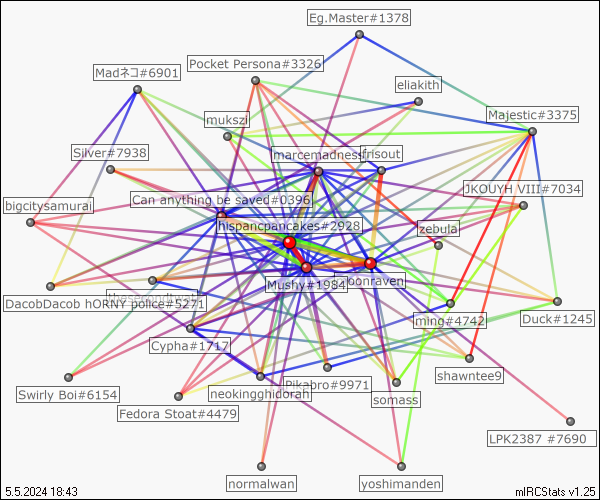 Eg.Master#1378
Pocket Persona#3326
Madネコ#6901
eliakith
mukszi
Majestic#3375
Silver#7938
marcemadness
frisout
JKOUYH VIII#7034
Can anything be saved#0396
bigcitysamurai
hispancpancakes#2928
zebula
Mushy#1984
moonraven
DacobDacob hORNY police#5271
ming#4742
Duck#1245
Cypha#1717
shawntee9
Swirly Boi#6154
neokingghidorah
Pikabro#9971
somass
Fedora Stoat#4479
LPK2387 #7690
normalwan
yoshimanden
5.5.2024 18:43
mIRCStats v1.25